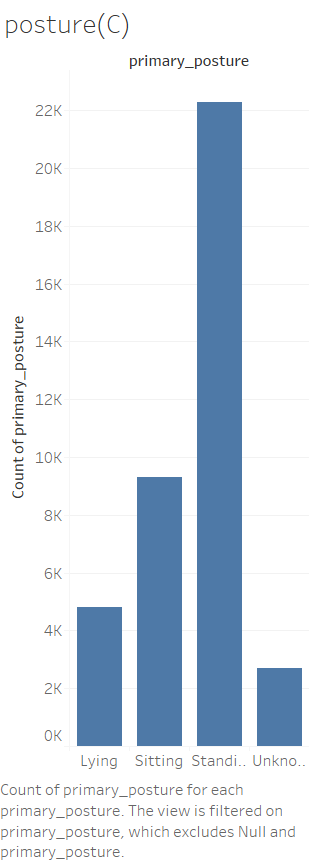 posture(C)
primary_posture
22K
20K
18K
16K
14K
12K
10K
8K
6K
4K
2K
0K
Count of primary_posture
Lying Sitting Standi.. Unkno..
Count of primary_posture for each
primary_posture. The view is filtered on
primary_posture, which excludes Null and
primary_posture.